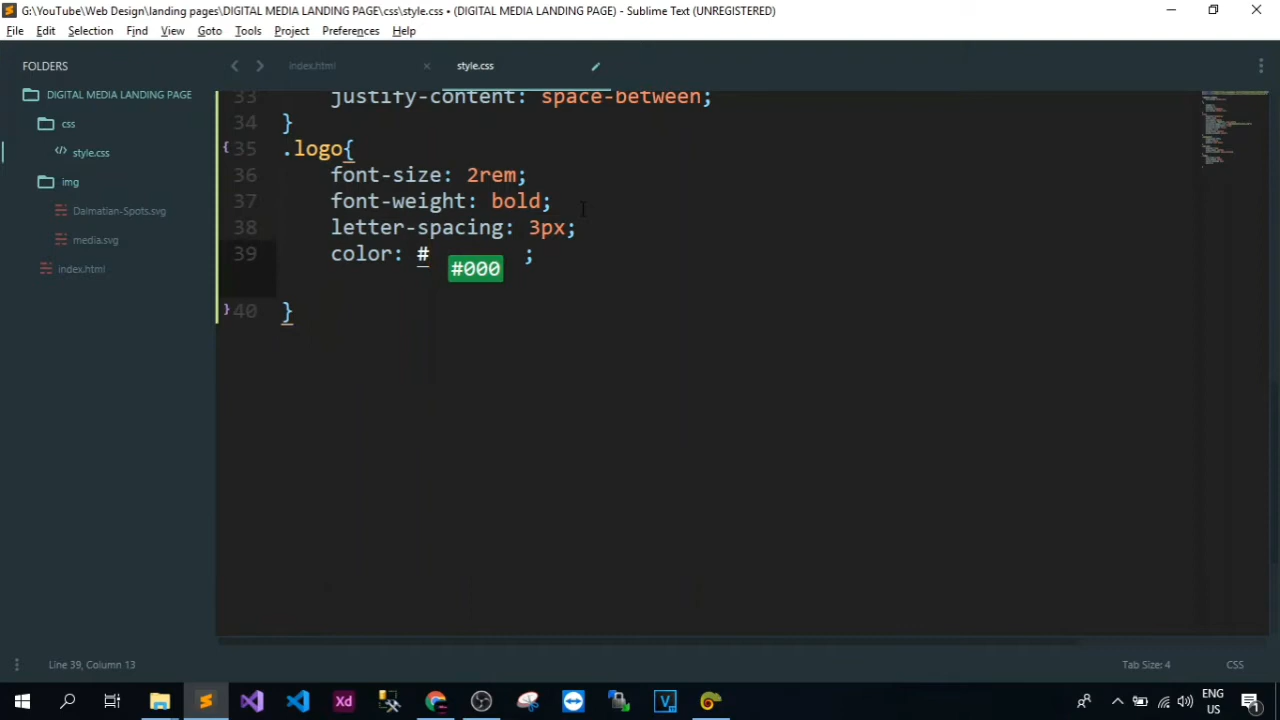 G:\YouTube\Web Design\landing pages\DIGITAL MEDIA LANDING PAGE\css\style.css • (DIGITAL MEDIA LANDING PAGE) - Sublime Text (UNREGISTERED)
File Edit Selection Find View Goto Tools Project Preferences Help
FOLDERS
DIGITAL MEDIA LANDING PAGE
css
style.css
img
Dalmatian-Spots.svg
media.svg
index.html
index.html style.css
33 justify-content: space-between;
34 }
35 .logo{
36 font-size: 2rem;
37 font-weight: bold;
38 letter-spacing: 3px;
39 color: # ;
#000
40 }
Line 39, Column 13 Tab Size: 4 CSS
Xd
ENG
US
1